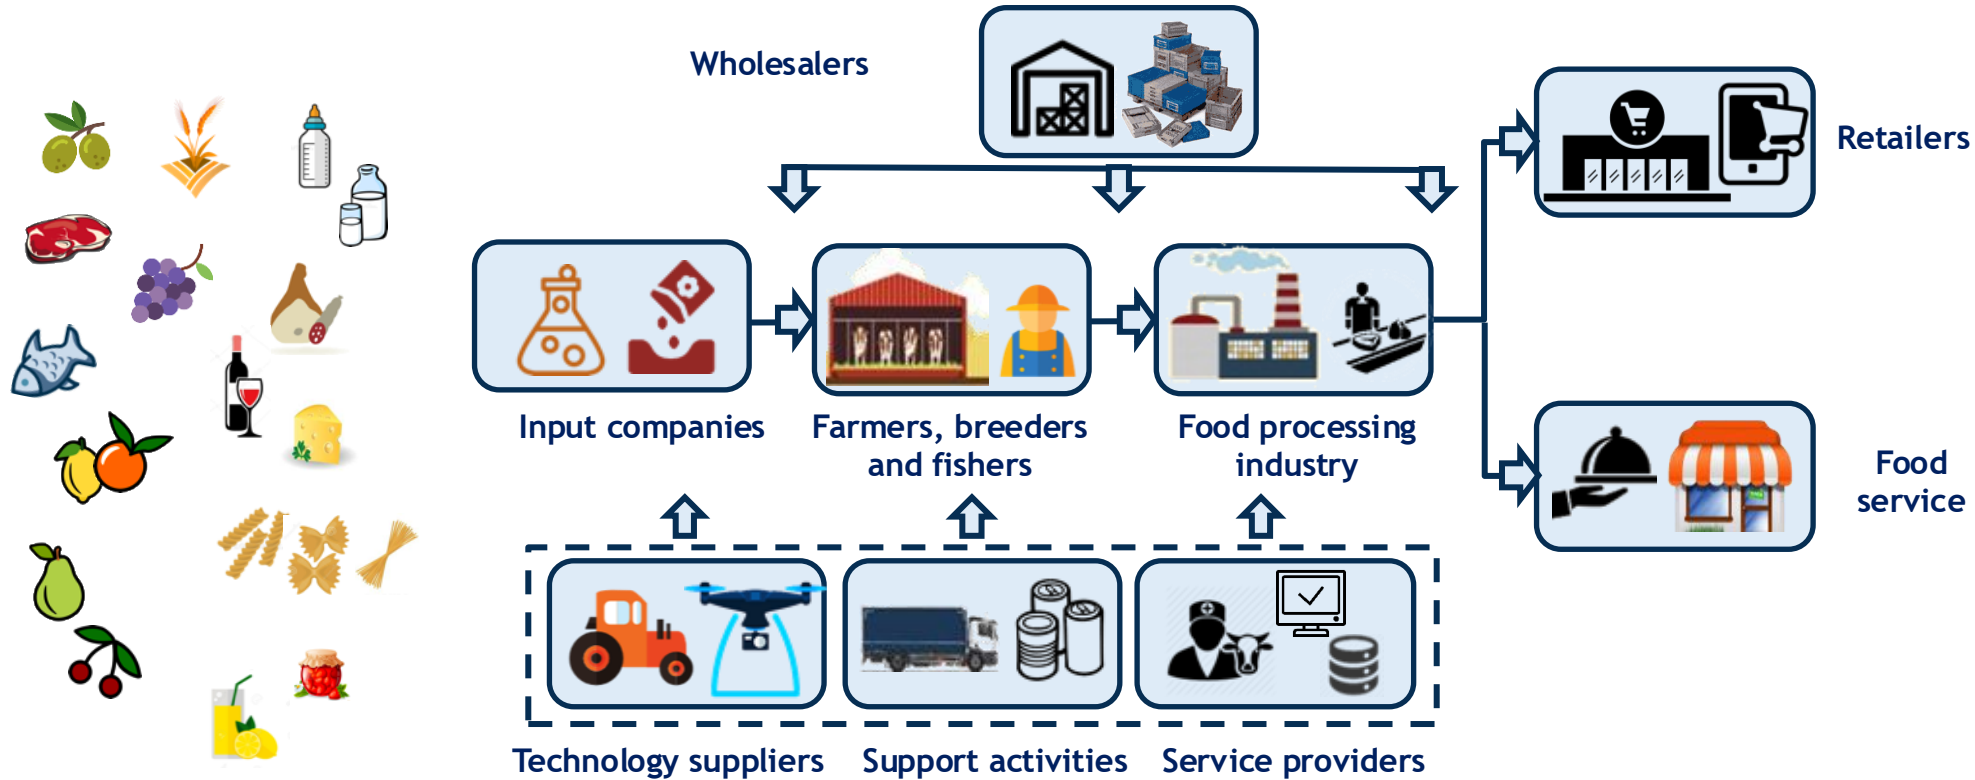 Wholesalers
Retailers
Input companies
Farmers, breeders
and fishers
Food processing
industry
Food
service
Technology suppliers
Support activities
Service providers